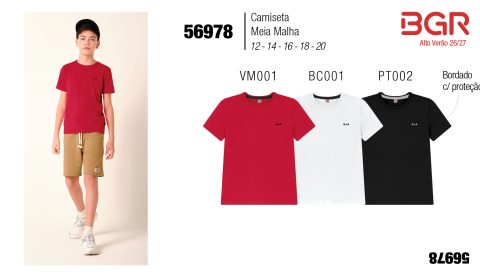 56978
Camiseta
Meia Malha
12 - 14 - 16 - 18 - 20
BGR
Alto Verão 26/27
VM001
BC001
PT002
Bordado
c/ proteção
BGR
56978